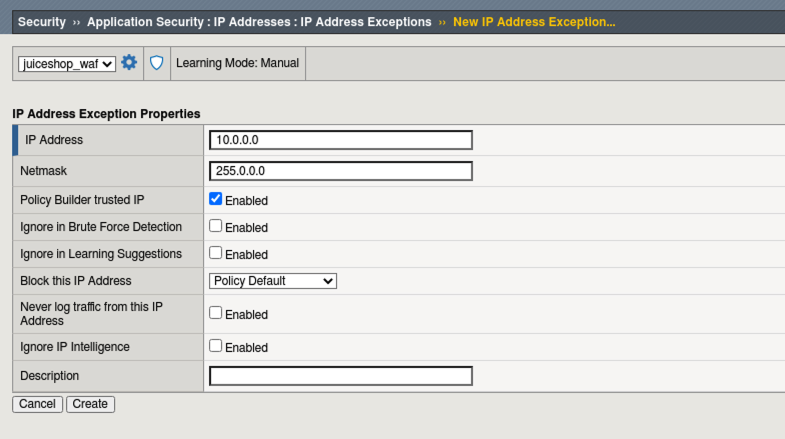 Security ›› Application Security : IP Addresses : IP Address Exceptions ›› New IP Address Exception...
juiceshop_waf Learning Mode: Manual
IP Address Exception Properties
IP Address 10.0.0.0
Netmask 255.0.0.0
Policy Builder trusted IP Enabled
Ignore in Brute Force Detection Enabled
Ignore in Learning Suggestions Enabled
Block this IP Address Policy Default
Never log traffic from this IP
Address Enabled
Ignore IP Intelligence Enabled
Description
Cancel Create